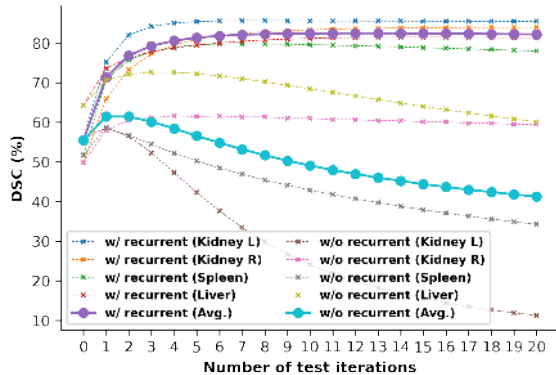 DSC (%)
80
70
60
50
40
30
20
10
w/ recurrent (Kidney L)
w/ recurrent (Kidney R)
w/ recurrent (Spleen)
w/ recurrent (Liver)
w/ recurrent (Avg.)
w/o recurrent (Kidney L)
w/o recurrent (Kidney R)
w/o recurrent (Spleen)
w/o recurrent (Liver)
w/o recurrent (Avg.)
0 1 2 3 4 5 6 7 8 9 10 11 12 13 14 15 16 17 18 19 20
Number of test iterations